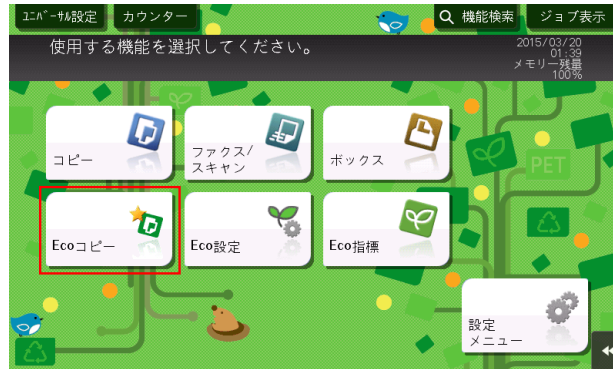 ﾕﾆﾊﾞｰｻﾙ設定 カウンター 機能検索 ジョブ表示
使用する機能を選択してください。
2015/03/20
01:39
メモリー残量
100%
コピー
ファクス/
スキャン
ボックス
PET
Ecoコピー
Eco設定
Eco指標
設定
メニュー